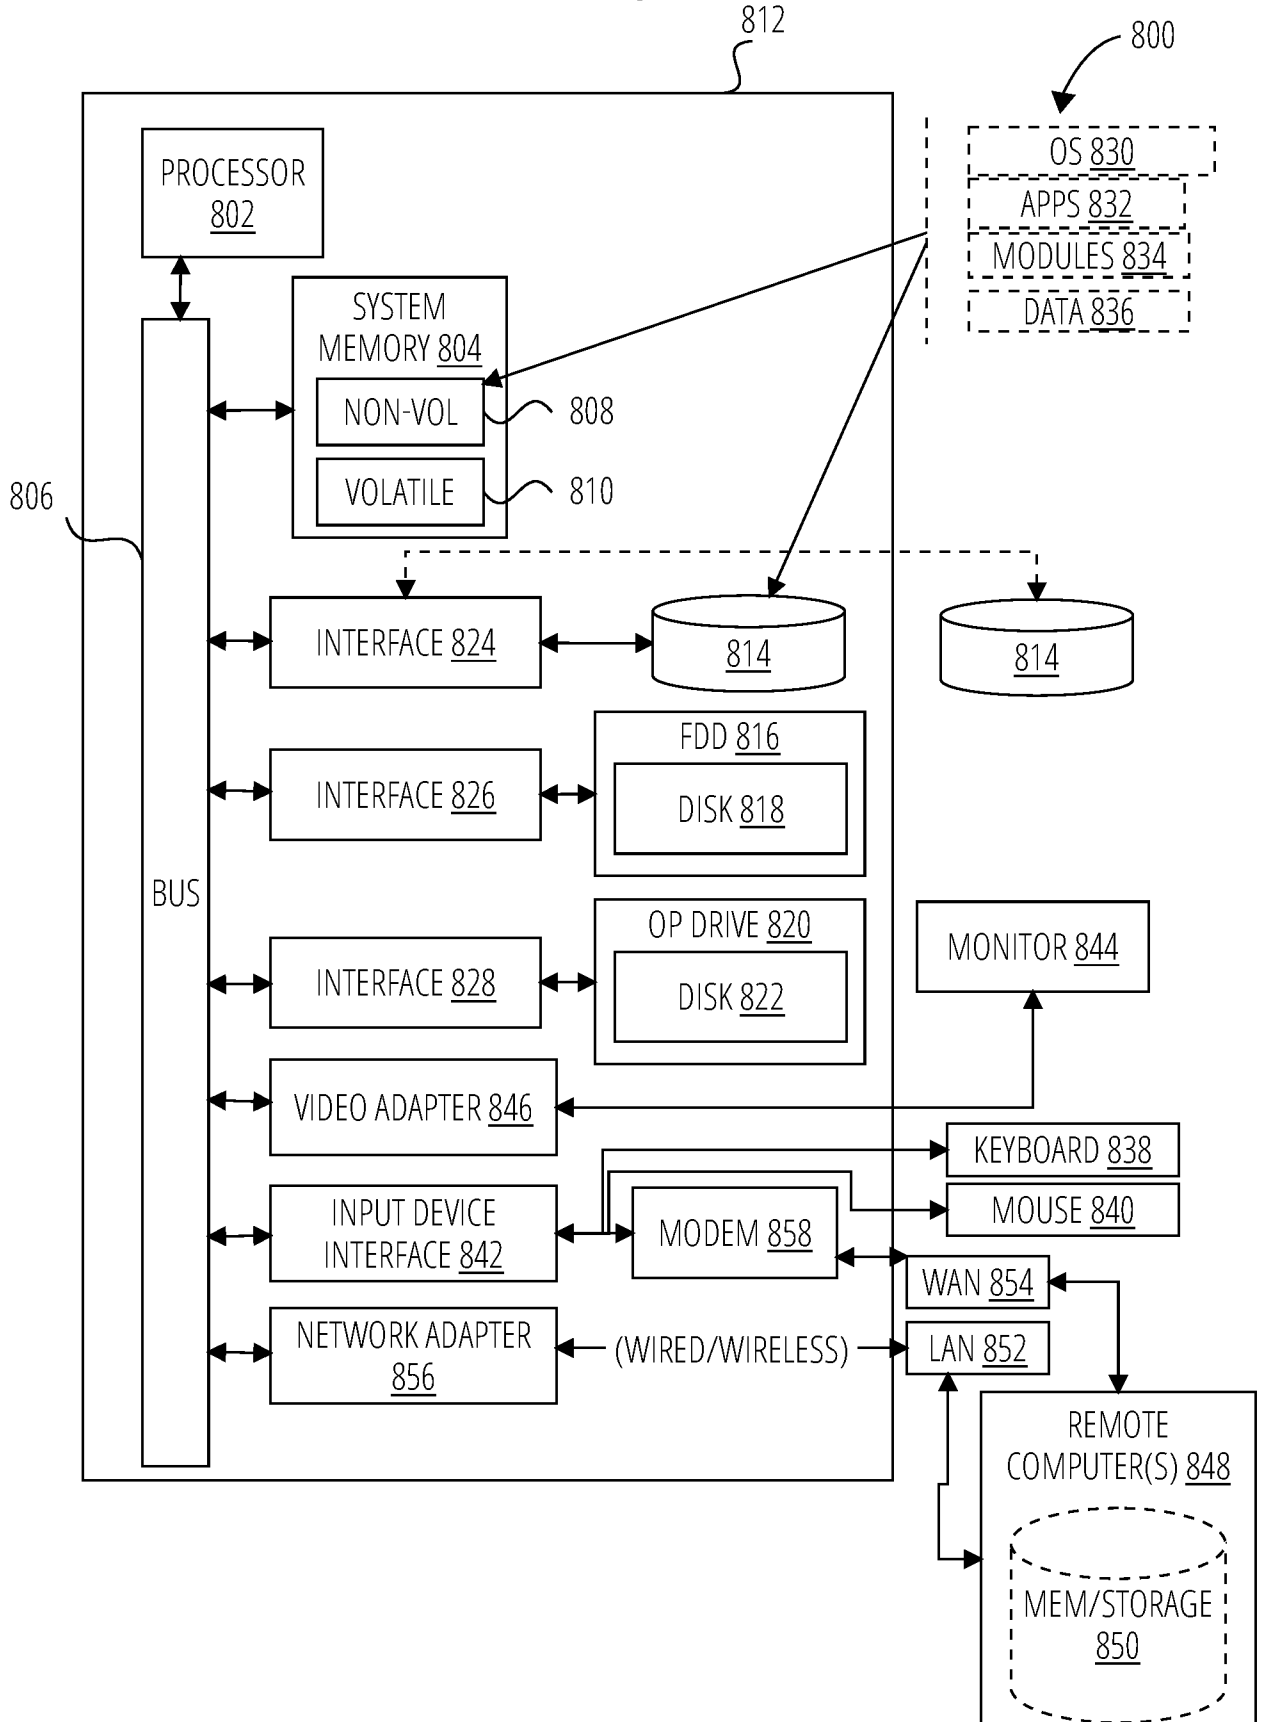 812
800
PROCESSOR
802
OS 830
APPS 832
MODULES 834
DATA 836
SYSTEM
MEMORY 804
NON-VOL
808
VOLATILE
810
806
BUS
INTERFACE 824
814
814
INTERFACE 826
FDD 816
DISK 818
INTERFACE 828
OP DRIVE 820
DISK 822
MONITOR 844
VIDEO ADAPTER 846
KEYBOARD 838
MOUSE 840
INPUT DEVICE
INTERFACE 842
MODEM 858
WAN 854
NETWORK ADAPTER
856
(WIRED/WIRELESS)
LAN 852
REMOTE
COMPUTER(S) 848
MEM/STORAGE
850